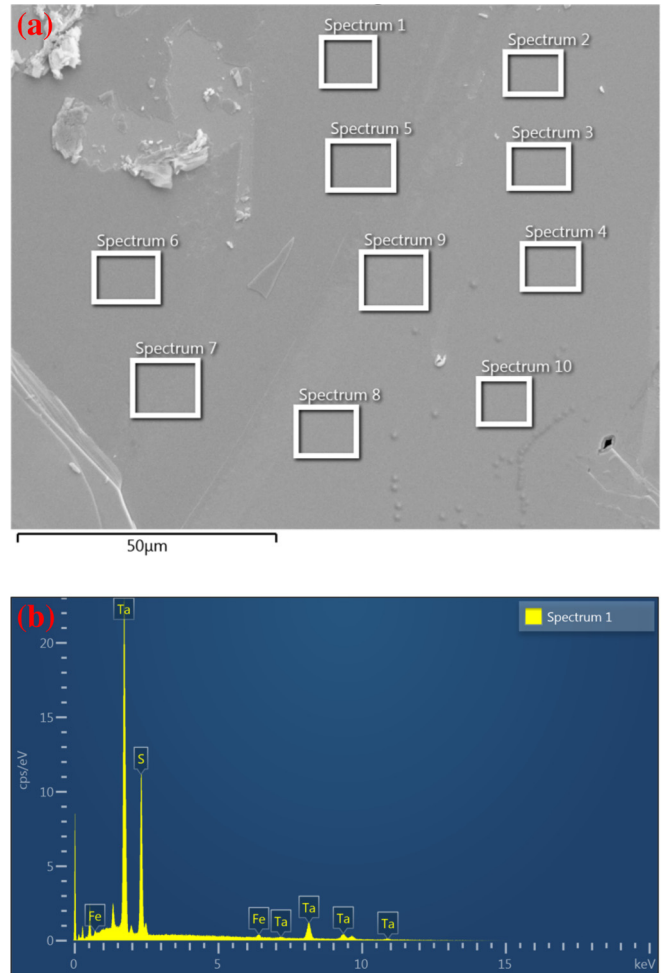 (a)
Spectrum 1
Spectrum 2
Spectrum 5
Spectrum 3
Spectrum 6
Spectrum 9
Spectrum 4
Spectrum 7
Spectrum 8
Spectrum 10
50μm
(b)
Ta
Spectrum 1
20
15
S
cps/eV
10
5
Fe
Fe
Ta
Ta
Ta
Ta
0
0
5
10
15
keV